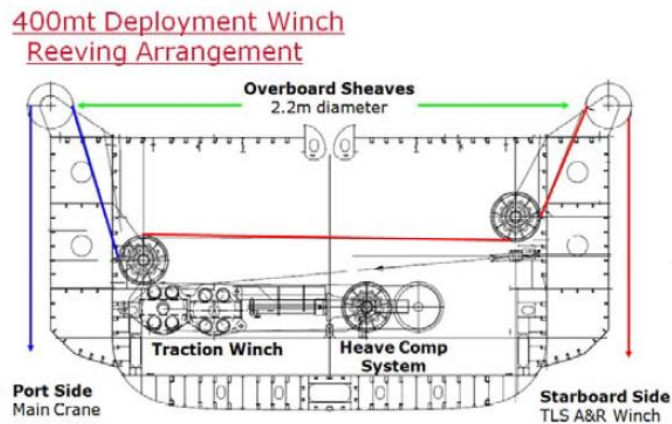 400mt Deployment Winch
Reeving Arrangement
Overboard Sheaves
2.2m diameter
Traction Winch
Heave Comp
System
Port Side
Main Crane
Starboard Side
TLS A&R Winch